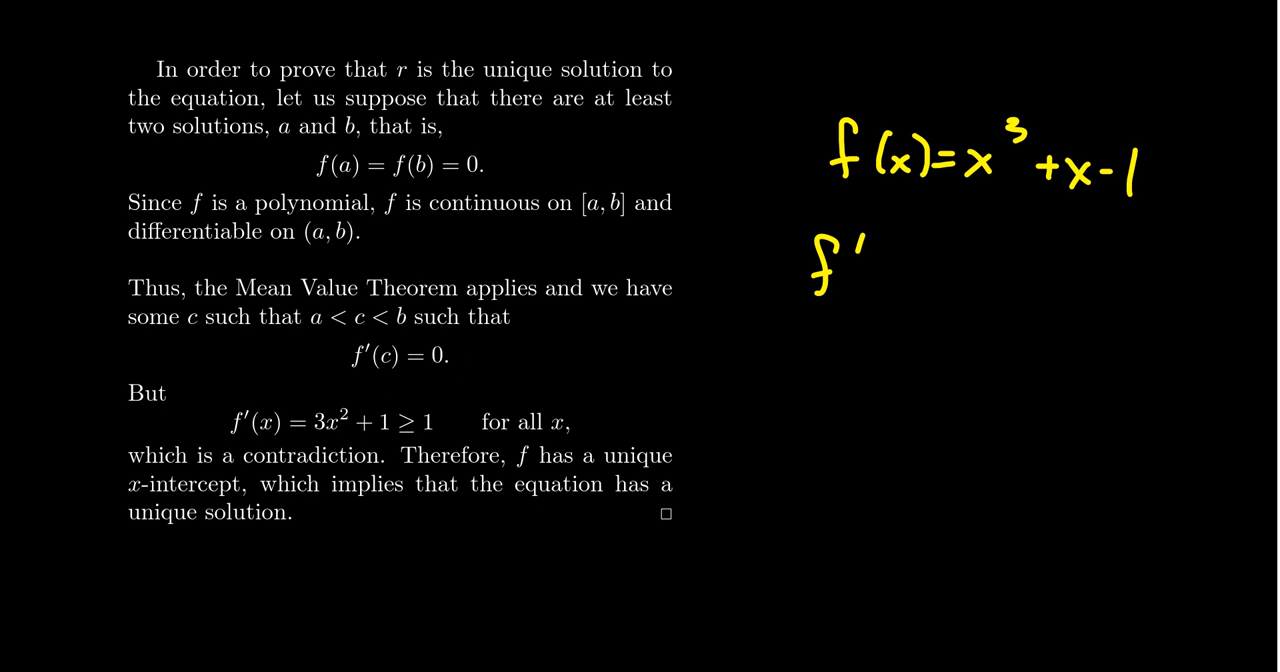 In order to prove that r is the unique solution to
the equation, let us suppose that there are at least
two solutions, a and b, that is,
f(a) = f(b) = 0.
Since f is a polynomial, f is continuous on [a, b] and
differentiable on (a, b).
Thus, the Mean Value Theorem applies and we have
some c such that a < c < b such that
f′(c) = 0.
But
f′(x) = 3x² + 1 ≥ 1 for all x,
which is a contradiction. Therefore, f has a unique
x-intercept, which implies that the equation has a
unique solution. □
f(x)=x³+x-1
f'